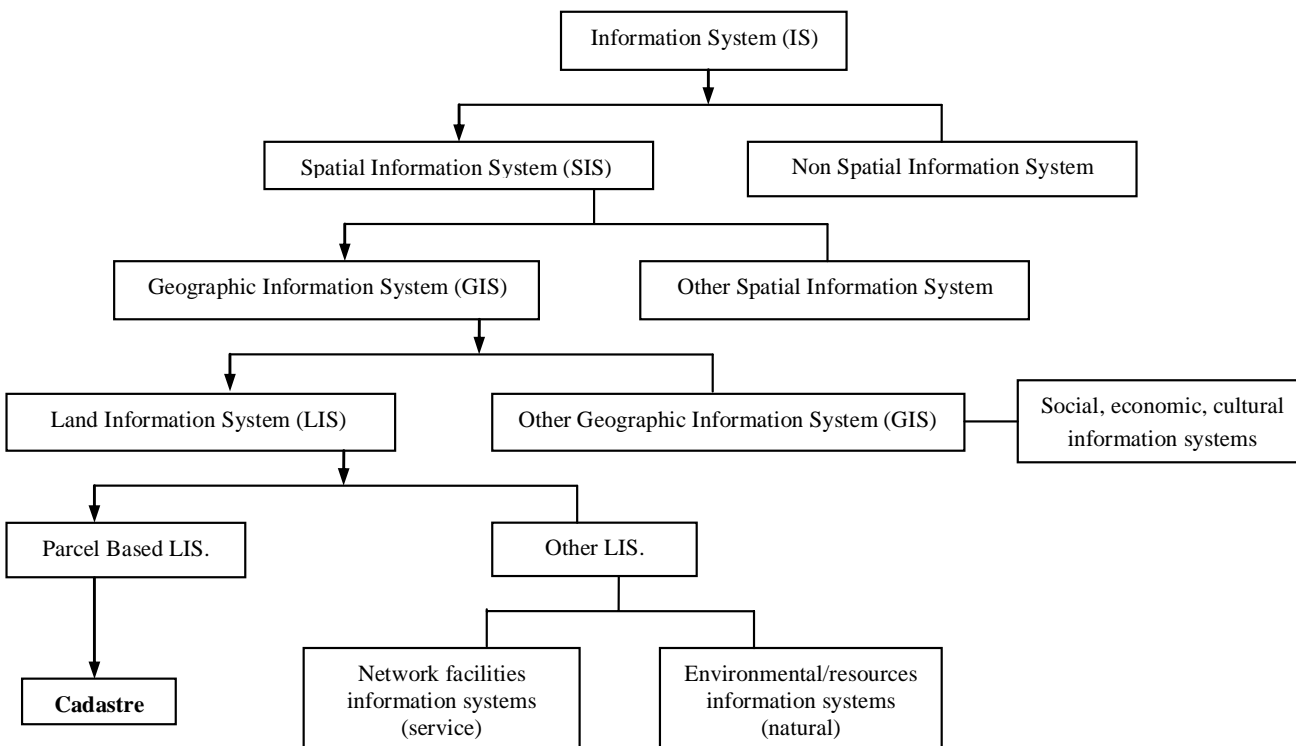 Information System (IS)
Spatial Information System (SIS)
Non Spatial Information System
Geographic Information System (GIS)
Other Spatial Information System
Land Information System (LIS)
Other Geographic Information System (GIS)
Social, economic, cultural
information systems
Parcel Based LIS.
Other LIS.
Cadastre
Network facilities
information systems
(service)
Environmental/resources
information systems
(natural)